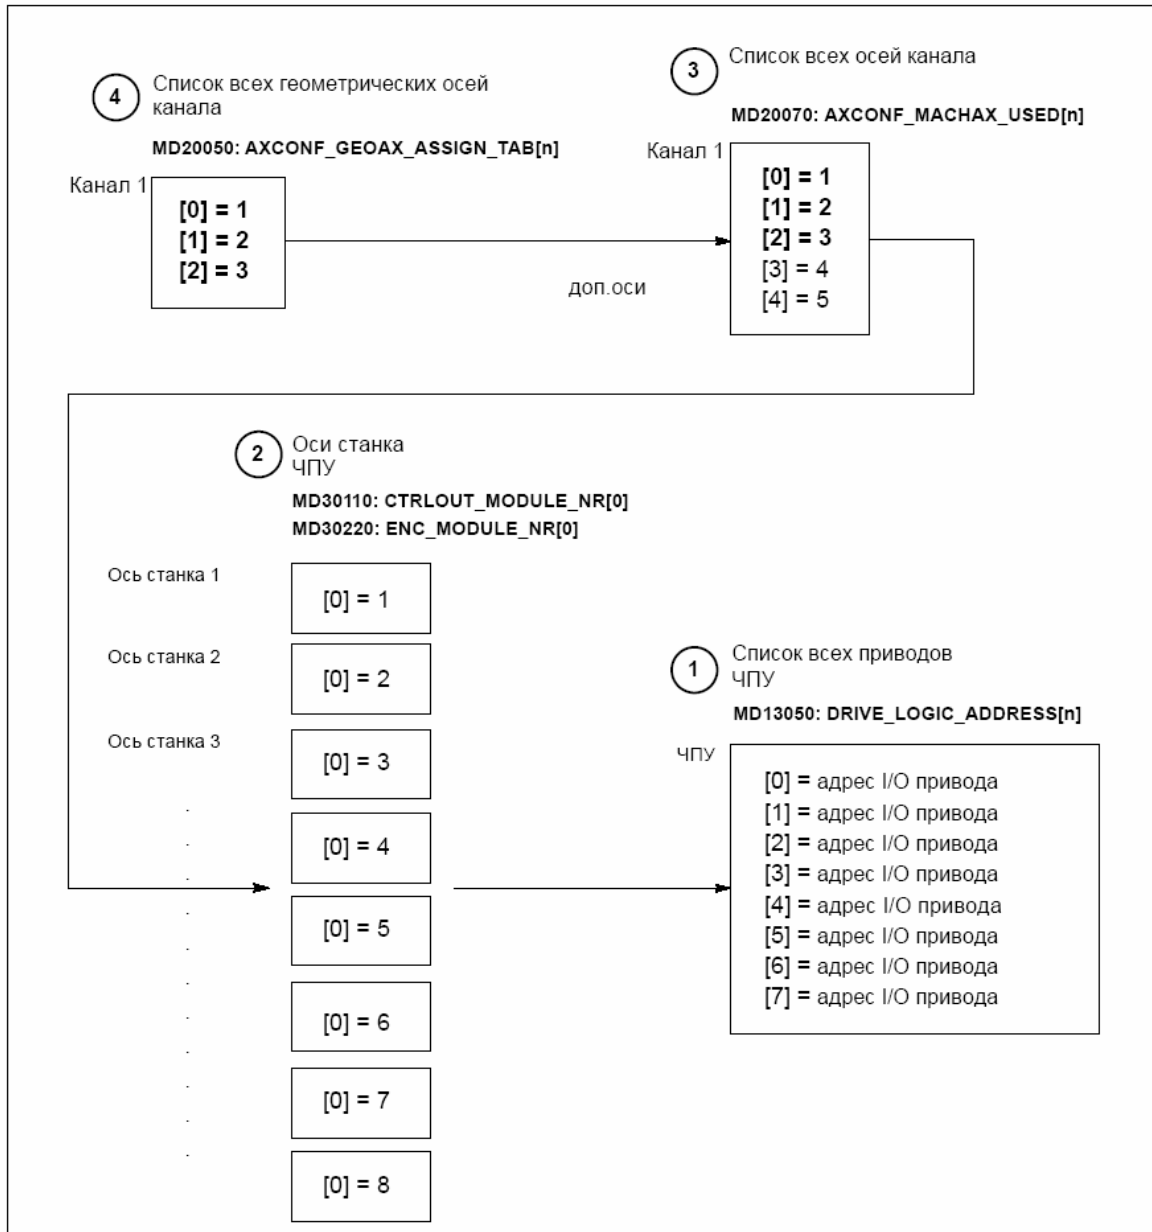 4
Список всех геометрических осей
канала
MD20050: AXCONF_GEOAX_ASSIGN_TAB[n]
Канал 1
[0] = 1
[1] = 2
[2] = 3
3
Список всех осей канала
MD20070: AXCONF_MACHAX_USED[n]
Канал 1
[0] = 1
[1] = 2
[2] = 3
[3] = 4
[4] = 5
доп.оси
2
Оси станка
ЧПУ
MD30110: CTRLOUT_MODULE_NR[0]
MD30220: ENC_MODULE_NR[0]
Ось станка 1
[0] = 1
Ось станка 2
[0] = 2
Ось станка 3
[0] = 3
[0] = 4
[0] = 5
[0] = 6
[0] = 7
[0] = 8
1
Список всех приводов
ЧПУ
MD13050: DRIVE_LOGIC_ADDRESS[n]
ЧПУ
[0] = адрес I/O привода
[1] = адрес I/O привода
[2] = адрес I/O привода
[3] = адрес I/O привода
[4] = адрес I/O привода
[5] = адрес I/O привода
[6] = адрес I/O привода
[7] = адрес I/O привода